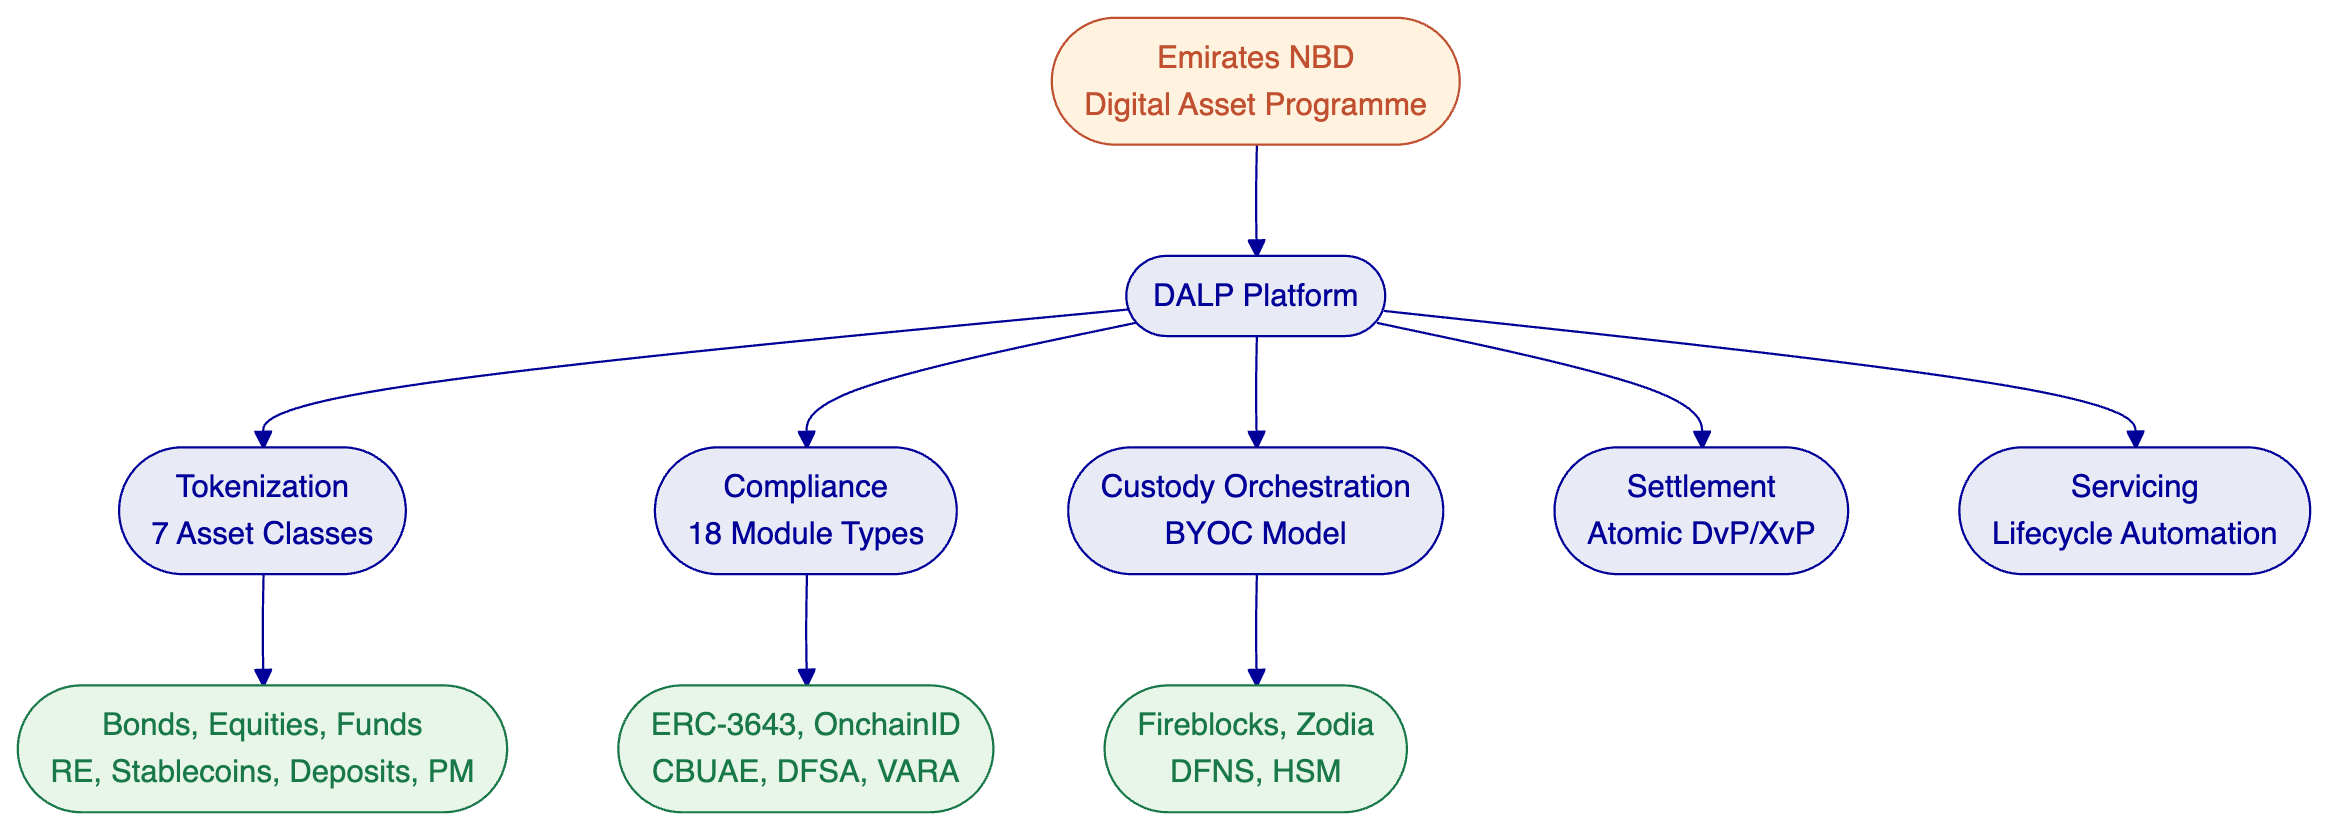 Emirates NBD
Digital Asset Programme
DALP Platform
Tokenization
7 Asset Classes
Compliance
18 Module Types
Custody Orchestration
BYOC Model
Settlement
Atomic DvP/XvP
Servicing
Lifecycle Automation
Bonds, Equities, Funds
RE, Stablecoins, Deposits, PM
ERC-3643, OnchainID
CBUAE, DFSA, VARA
Fireblocks, Zodia
DFNS, HSM